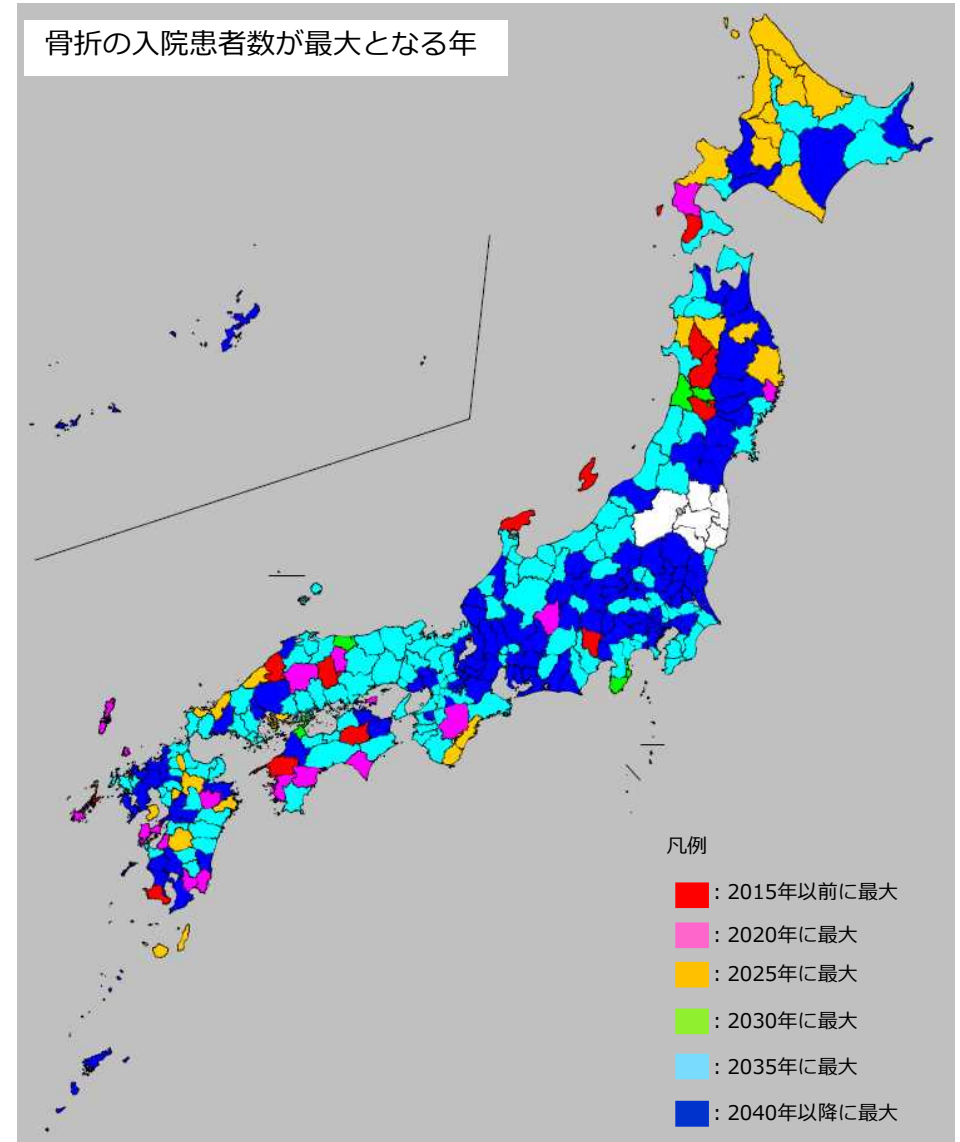 骨折の入院患者数が最大となる年
凡例
：2015年以前に最大
：2020年に最大
：2025年に最大
：2030年に最大
：2035年に最大
：2040年以降に最大